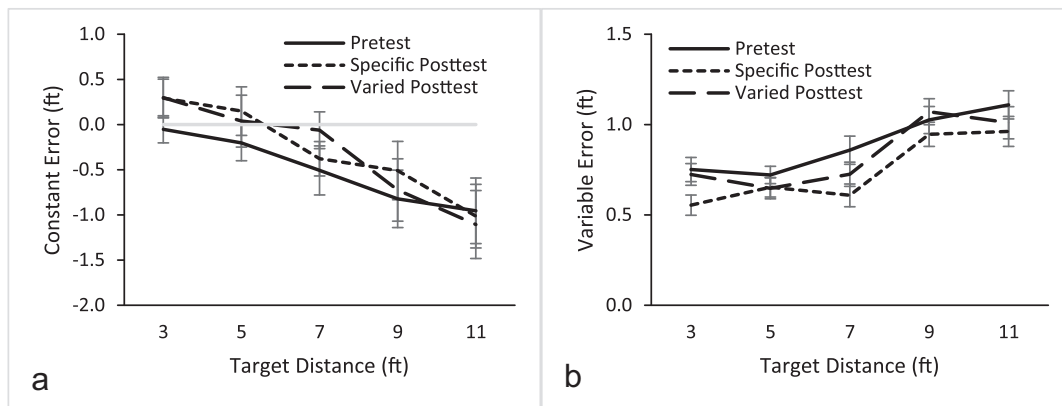 1.0
0.5
0.0
-0.5
-1.0
-1.5
-2.0
Constant Error (ft)
Pretest
Specific Posttest
Varied Posttest
3 5 7 9 11
Target Distance (ft)
a
1.5
1.0
0.5
0.0
Variable Error (ft)
Pretest
Specific Posttest
Varied Posttest
3 5 7 9 11
Target Distance (ft)
b